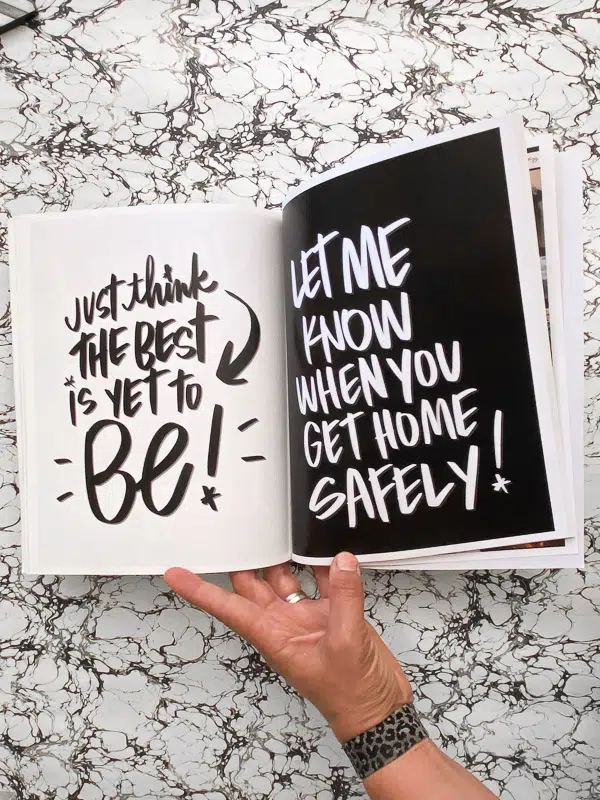 JUST think
THE BEST
is YET to
Be!
LET ME
KNOW
WHEN YOU
GET HOME
SAFELY!